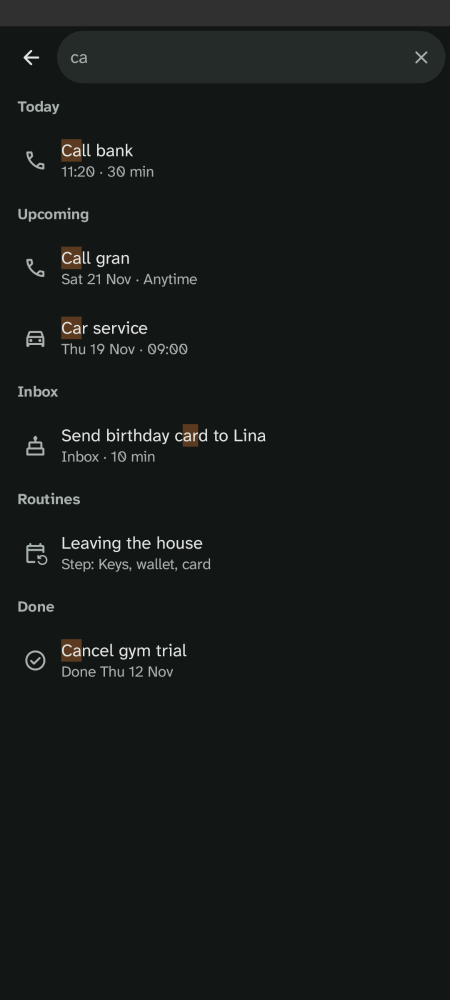 ca
Today
Call bank
11:20 · 30 min
Upcoming
Call gran
Sat 21 Nov · Anytime
Car service
Thu 19 Nov · 09:00
Inbox
Send birthday card to Lina
Inbox · 10 min
Routines
Leaving the house
Step: Keys, wallet, card
Done
Cancel gym trial
Done Thu 12 Nov